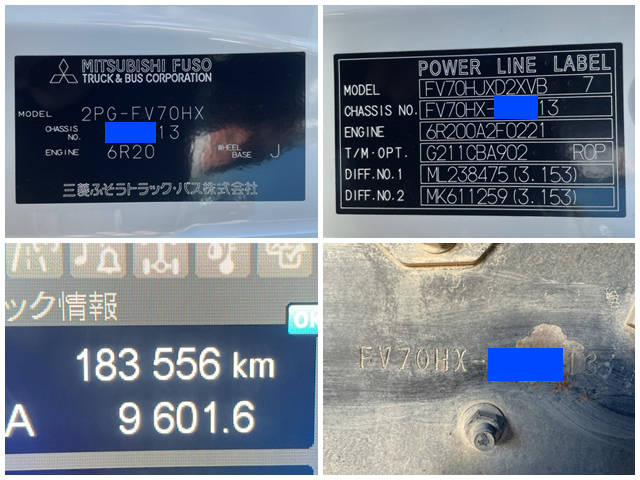 MITSUBISHI FUSO
TRUCK & BUS CORPORATION
MODEL 2PG-FV70HX
CHASSIS NO. 13
ENGINE 6R20 WHEEL BASE J
三菱ふそうトラック・バス株式会社
POWER LINE LABEL
MODEL FV70HJXD2XVB 7
CHASSIS NO. FV70HX- 13
ENGINE 6R200A2F0221
T/M·OPT. G211CBA902 ROP
DIFF.NO.1 ML238475(3.153)
DIFF.NO.2 MK611259(3.153)
ック情報
OK
183 556 km
A 9 601.6
FV70HX-